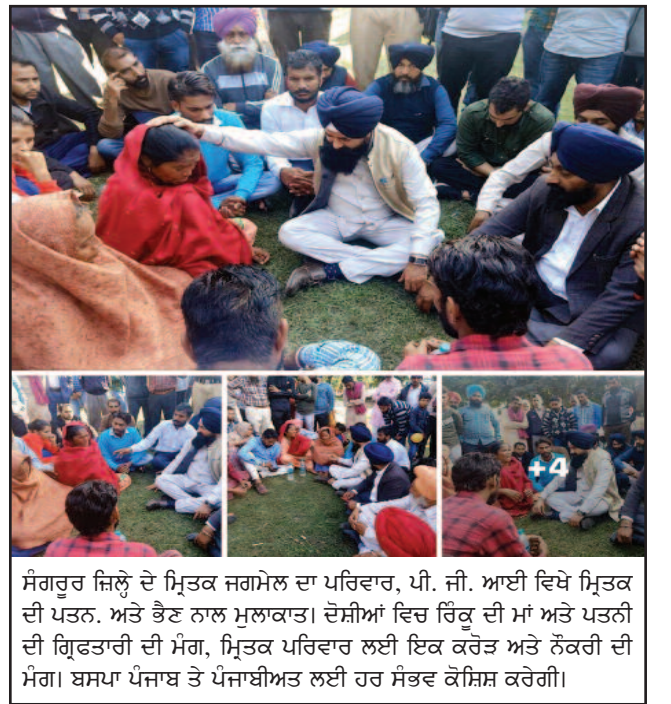 +4
ਸੰਗਰੂਰ ਜ਼ਿਲ੍ਹੇ ਦੇ ਮ੍ਰਿਤਕ ਜਗਮੇਲ ਦਾ ਪਰਿਵਾਰ, ਪੀ. ਜੀ. ਆਈ ਵਿਖੇ ਮ੍ਰਿਤਕ
ਦੀ ਪਤਨ. ਅਤੇ ਭੈਣ ਨਾਲ ਮੁਲਾਕਾਤ। ਦੋਸ਼ੀਆਂ ਵਿਚ ਰਿੰਕੂ ਦੀ ਮਾਂ ਅਤੇ ਪਤਨੀ
ਦੀ ਗ੍ਰਿਫਤਾਰੀ ਦੀ ਮੰਗ, ਮ੍ਰਿਤਕ ਪਰਿਵਾਰ ਲਈ ਇਕ ਕਰੋੜ ਅਤੇ ਨੌਕਰੀ ਦੀ
ਮੰਗ। ਬਸਪਾ ਪੰਜਾਬ ਤੇ ਪੰਜਾਬੀਅਤ ਲਈ ਹਰ ਸੰਭਵ ਕੋਸ਼ਿਸ਼ ਕਰੇਗੀ।